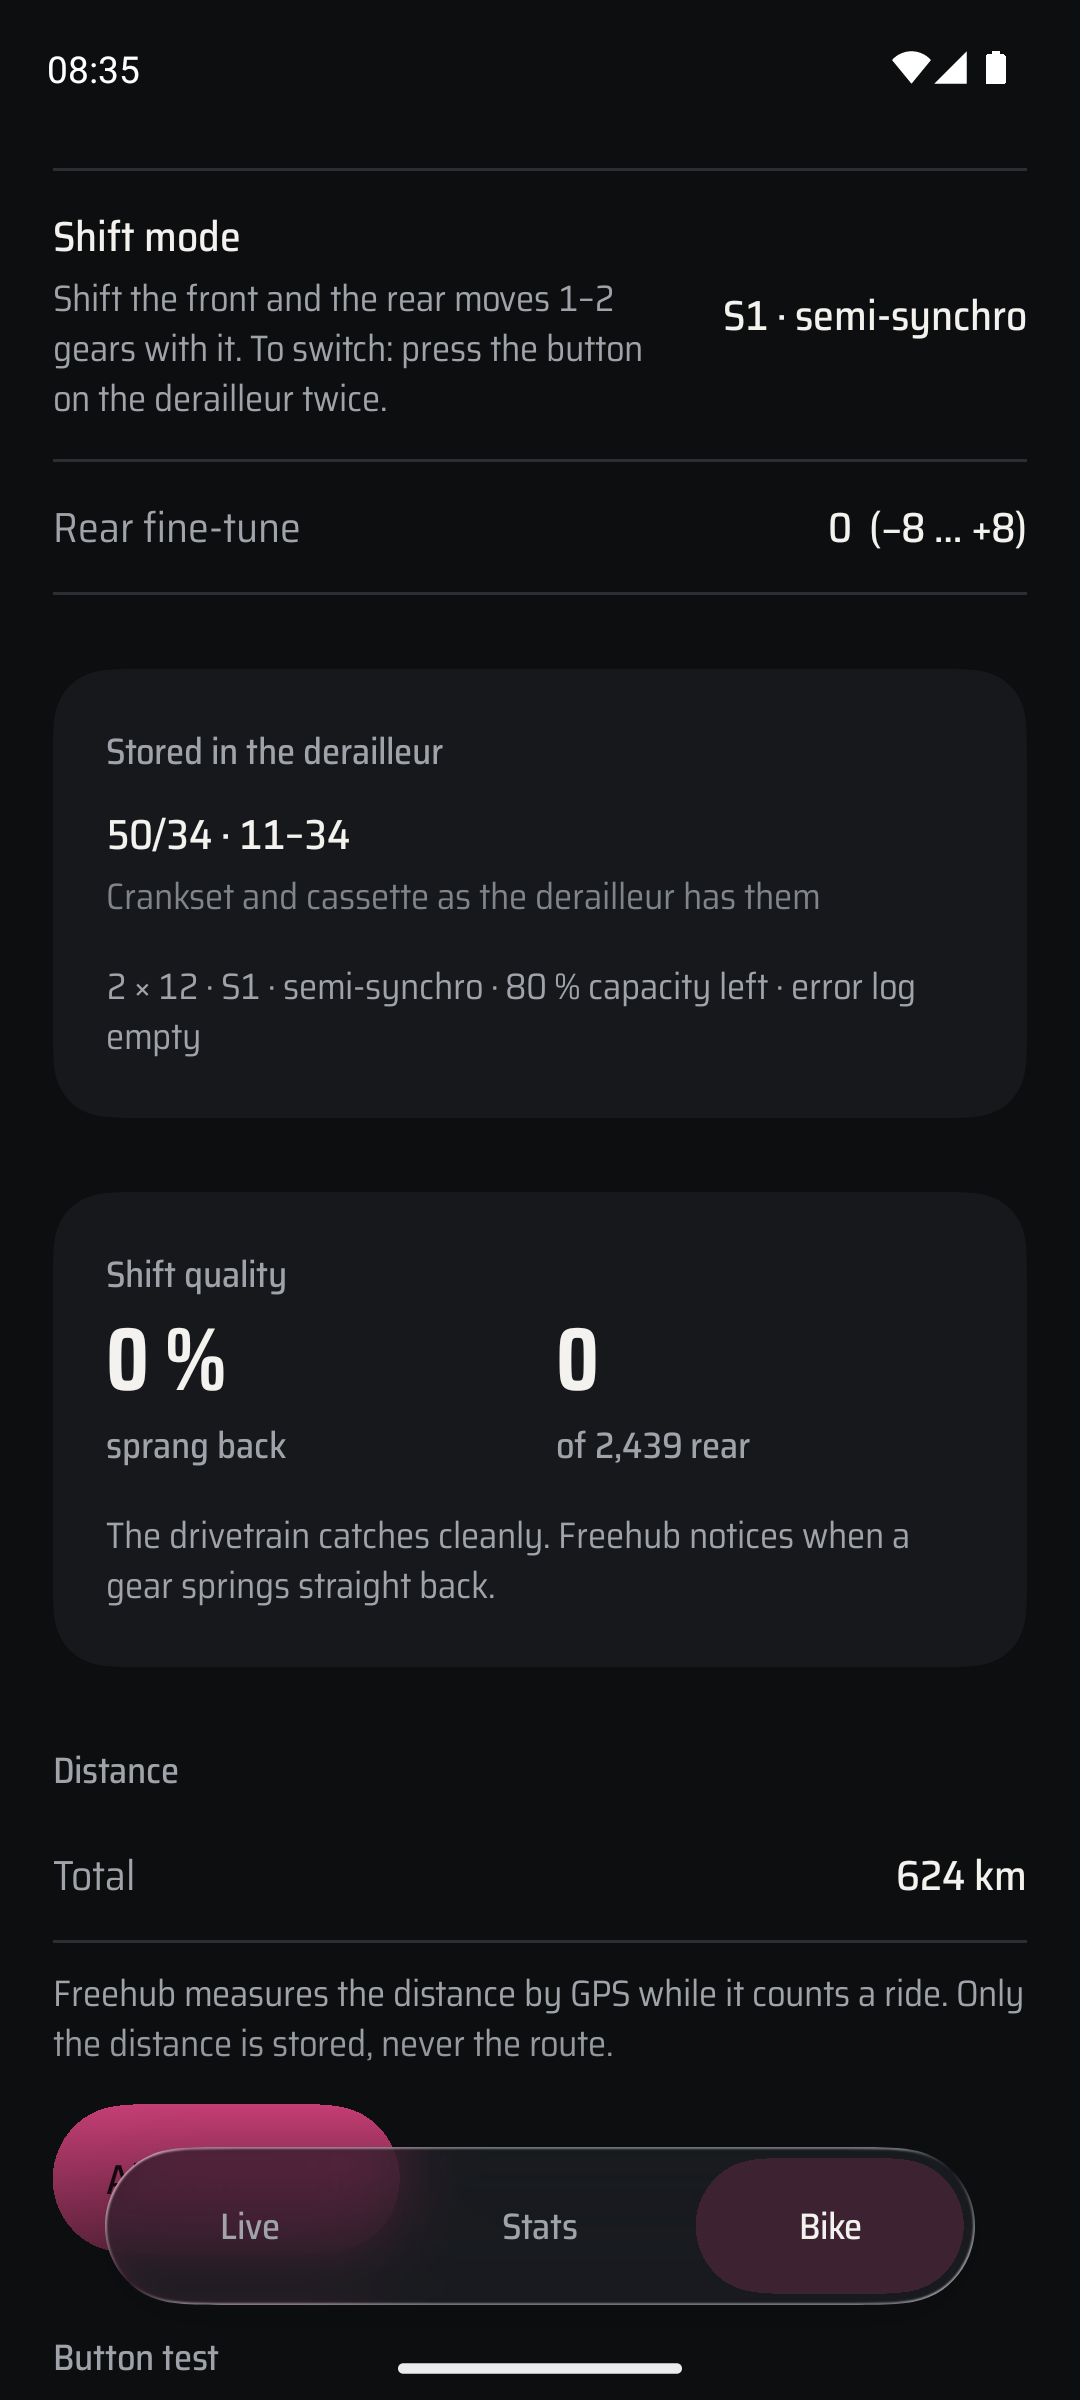 08:35
Shift mode
Shift the front and the rear moves 1–2
gears with it. To switch: press the button
on the derailleur twice.
S1 · semi-synchro
Rear fine-tune
0 (–8 … +8)
Stored in the derailleur
50/34 · 11–34
Crankset and cassette as the derailleur has them
2 × 12 · S1 · semi-synchro · 80 % capacity left · error log
empty
Shift quality
0 %
0
sprang back
of 2,439 rear
The drivetrain catches cleanly. Freehub notices when a
gear springs straight back.
Distance
Total
624 km
Freehub measures the distance by GPS while it counts a ride. Only
the distance is stored, never the route.
Live
Stats
Bike
Button test